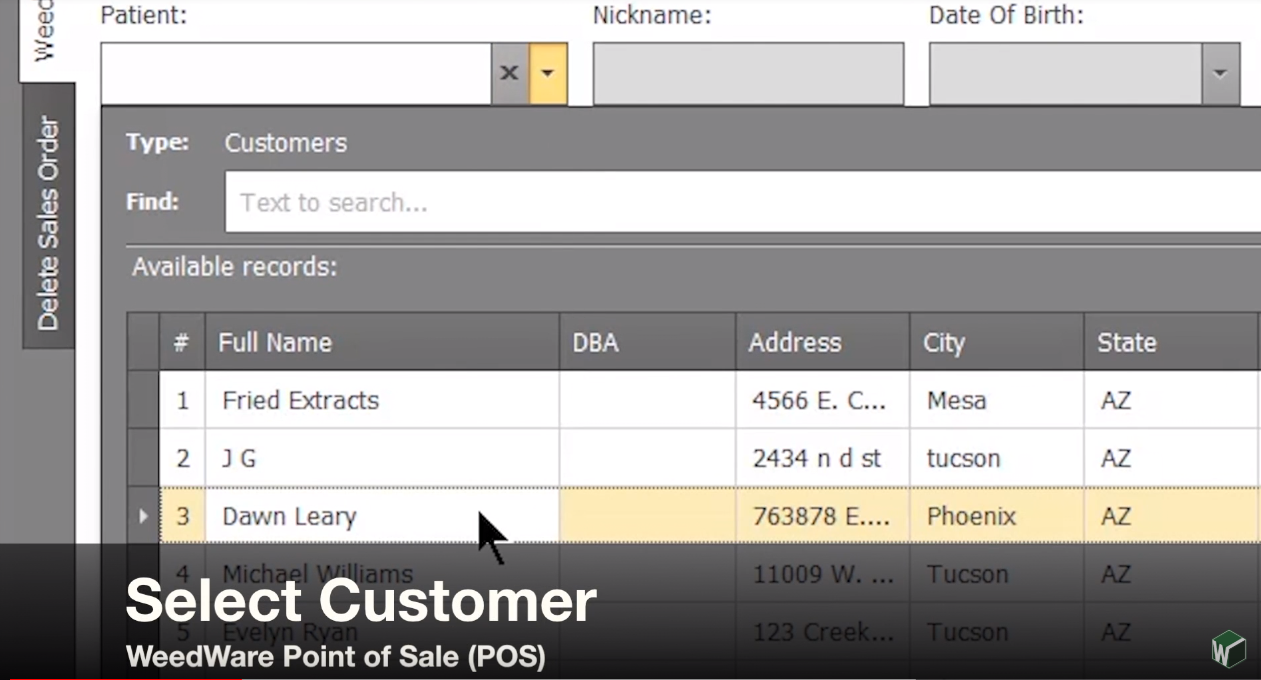 Weed
Patient:
Nickname:
Date Of Birth:
Delete Sales Order
Type: Customers
Find: Text to search...
Available records:
# Full Name DBA Address City State
1 Fried Extracts 4566 E. C... Mesa AZ
2 J G 2434 n d st tucson AZ
3 Dawn Leary 763878 E.... Phoenix AZ
4 Michael Williams 11009 W. ... Tucson AZ
Select Customer
5 Evelyn Ryan 123 Creek... Tucson AZ
WeedWare Point of Sale (POS)
W